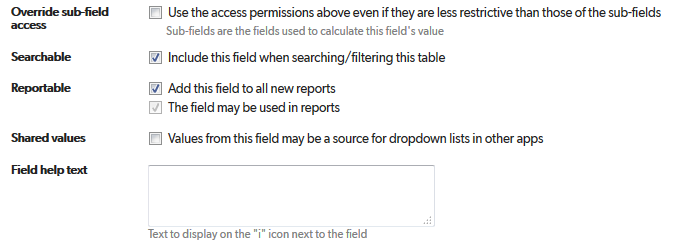 Override sub-field access
Use the access permissions above even if they are less restrictive than those of the sub-fields
Sub-fields are the fields used to calculate this field's value
Searchable
Include this field when searching/filtering this table
Reportable
Add this field to all new reports
The field may be used in reports
Shared values
Values from this field may be a source for dropdown lists in other apps
Field help text
Text to display on the "i" icon next to the field